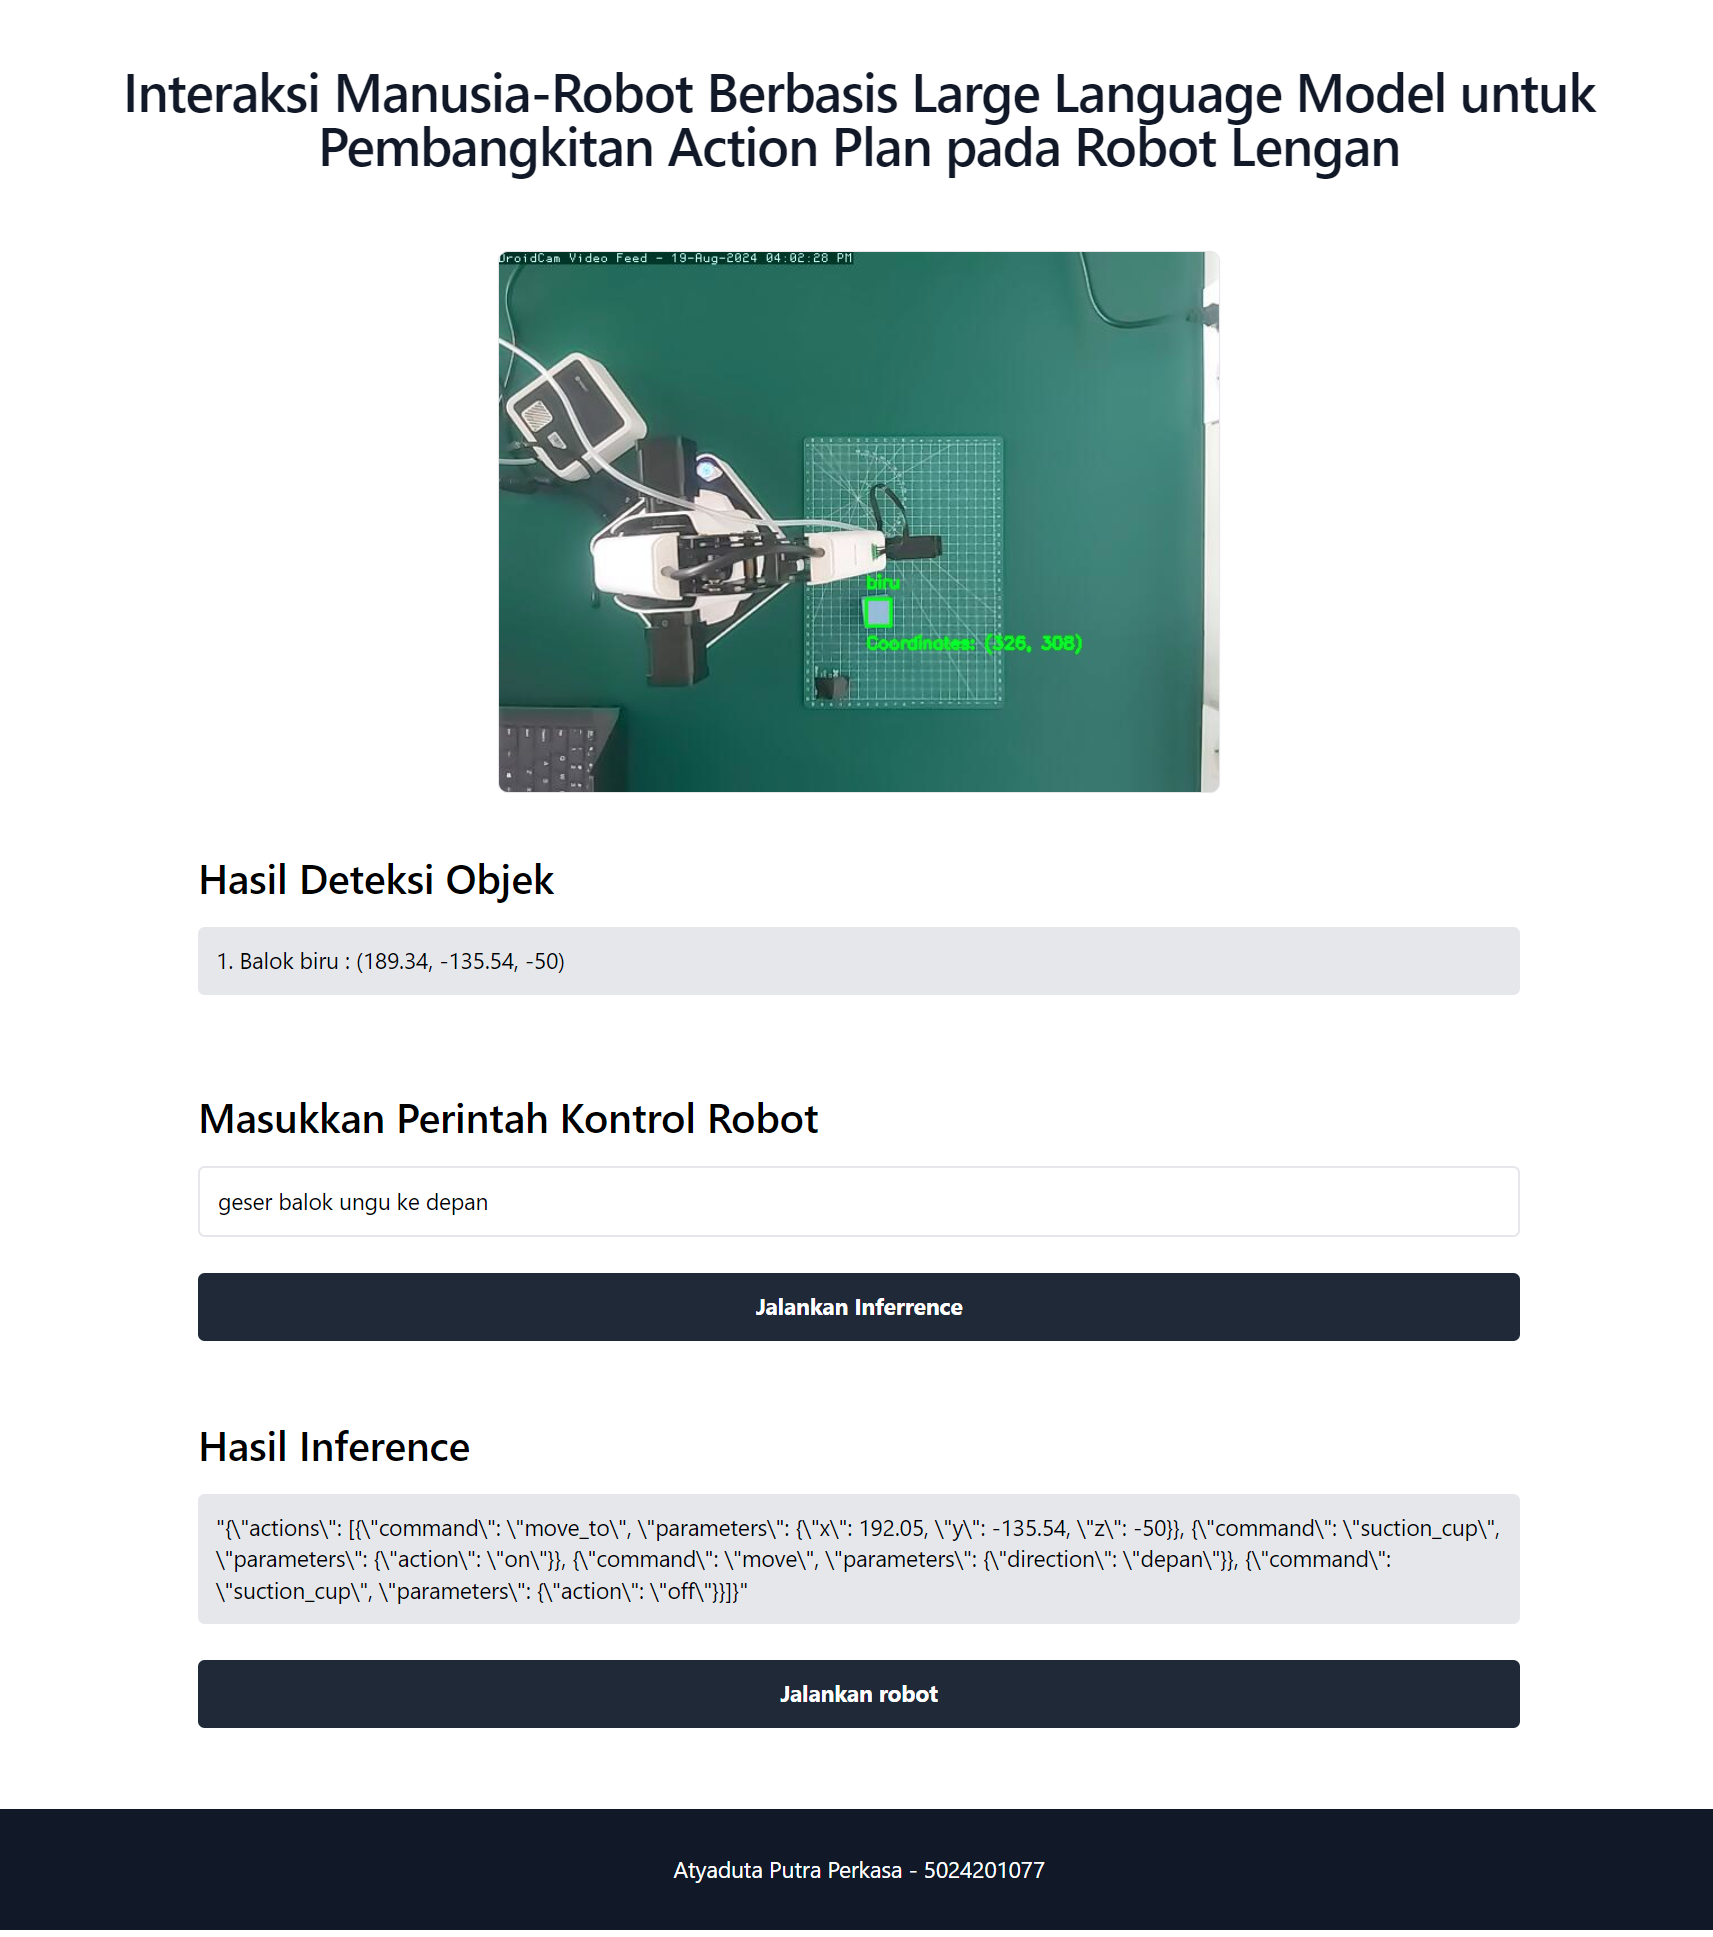 Interaksi Manusia-Robot Berbasis Large Language Model untuk
Pembangkitan Action Plan pada Robot Lengan
DroidCam Video Feed - 19-Aug-2024 04:02:28 PM
biru
Coordinates: (326, 308)
Hasil Deteksi Objek
1. Balok biru : (189.34, -135.54, -50)
Masukkan Perintah Kontrol Robot
geser balok ungu ke depan
Jalankan Inferrence
Hasil Inference
"{\"actions\": [{\"command\": \"move_to\", \"parameters\": {\"x\": 192.05, \"y\": -135.54, \"z\": -50}}, {\"command\": \"suction_cup\",
\"parameters\": {\"action\": \"on\"}}, {\"command\": \"move\", \"parameters\": {\"direction\": \"depan\"}}, {\"command\":
\"suction_cup\", \"parameters\": {\"action\": \"off\"}}]}"
Jalankan robot
Atyaduta Putra Perkasa - 5024201077